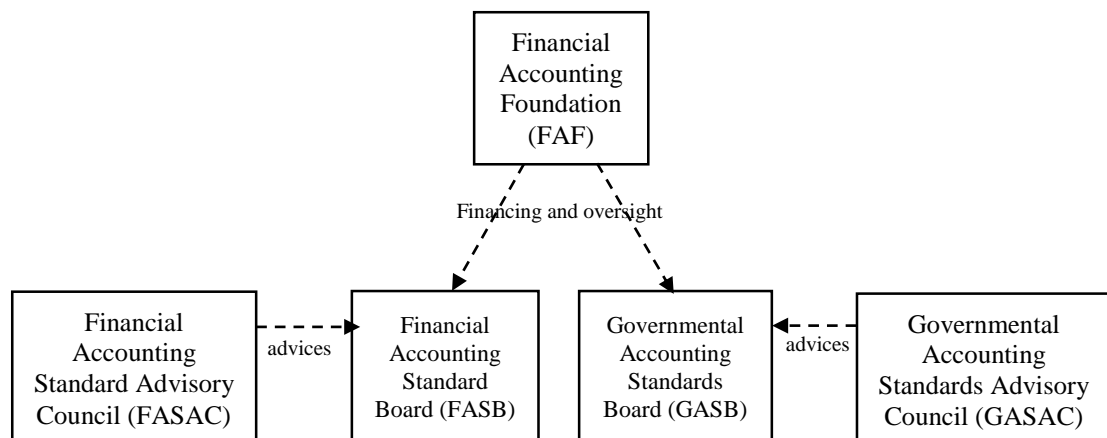 Financial
Accounting
Foundation
(FAF)
Financing and oversight
Financial
Accounting
Standard Advisory
Council (FASAC)
advices
Financial
Accounting
Standard
Board (FASB)
Governmental
Accounting
Standards
Board (GASB)
advices
Governmental
Accounting
Standards Advisory
Council (GASAC)